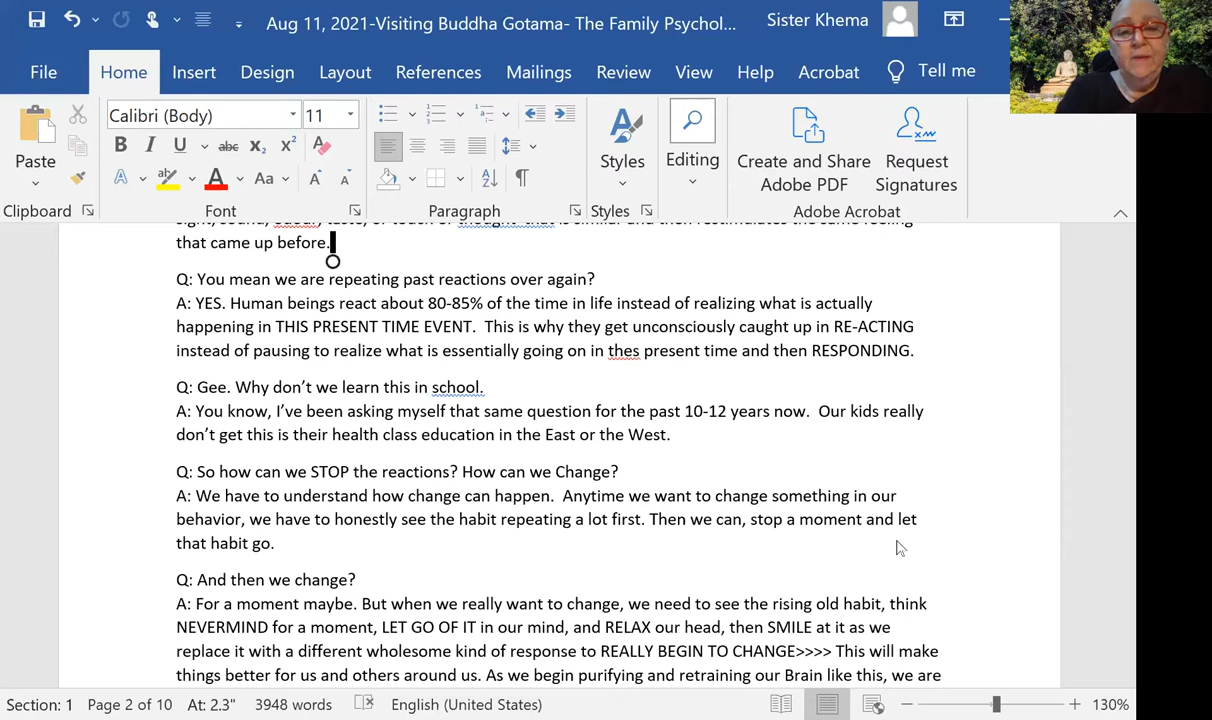 Aug 11, 2021-Visiting Buddha Gotama- The Family Psychol...
Sister Khema
File Home Insert Design Layout References Mailings Review View Help Acrobat Tell me
Calibri (Body) 11
Paste
Styles
Editing
Create and Share Adobe PDF
Request Signatures
Clipboard Font Paragraph Styles Adobe Acrobat
that came up before.
Q: You mean we are repeating past reactions over again?
A: YES. Human beings react about 80-85% of the time in life instead of realizing what is actually
happening in THIS PRESENT TIME EVENT.  This is why they get unconsciously caught up in RE-ACTING
instead of pausing to realize what is essentially going on in thes present time and then RESPONDING.
Q: Gee. Why don’t we learn this in school.
A: You know, I’ve been asking myself that same question for the past 10-12 years now.  Our kids really
don’t get this is their health class education in the East or the West.
Q: So how can we STOP the reactions? How can we Change?
A: We have to understand how change can happen.  Anytime we want to change something in our
behavior, we have to honestly see the habit repeating a lot first. Then we can, stop a moment and let
that habit go.
Q: And then we change?
A: For a moment maybe. But when we really want to change, we need to see the rising old habit, think
NEVERMIND for a moment, LET GO OF IT in our mind, and RELAX our head, then SMILE at it as we
replace it with a different wholesome kind of response to REALLY BEGIN TO CHANGE>>>> This will make
things better for us and others around us. As we begin purifying and retraining our Brain like this, we are
Section: 1 Page 2 of 10 At: 2.3" 3948 words English (United States) 130%